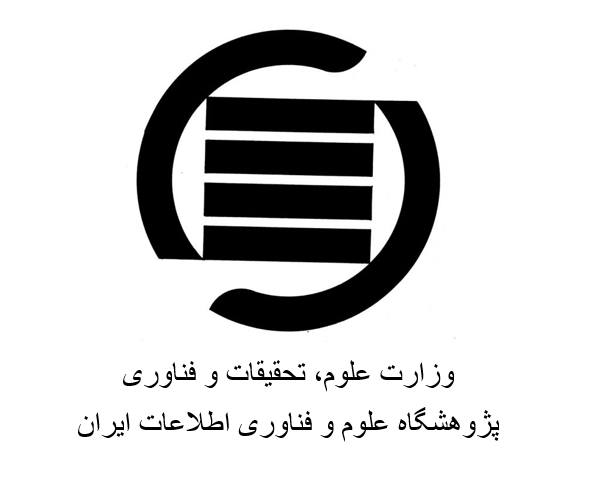 وزارت علوم، تحقیقات و فناوری
پژوهشگاه علوم و فناوری اطلاعات ایران